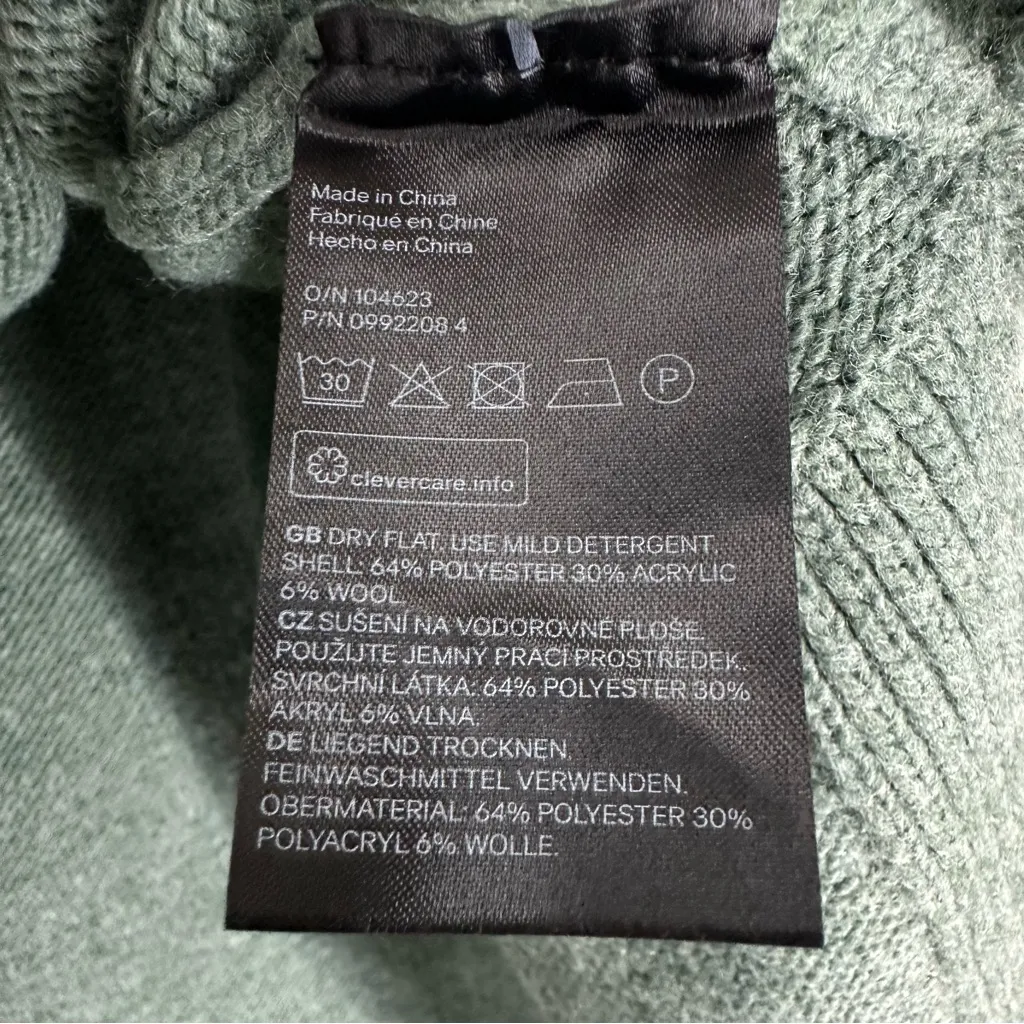 Made in China
Fabriqué en Chine
Hecho en China
O/N 104623
P/N 0992208 4
30 P
clevercare.info
GB DRY FLAT. USE MILD DETERGENT.
SHELL: 64% POLYESTER 30% ACRYLIC
6% WOOL
CZ SUŠENÍ NA VODOROVNÉ PLOŠE.
POUŽIJTE JEMNÝ PRACÍ PROSTŘEDEK.
SVRCHNÍ LÁTKA: 64% POLYESTER 30%
AKRYL 6% VLNA.
DE LIEGEND TROCKNEN.
FEINWASCHMITTEL VERWENDEN.
OBERMATERIAL: 64% POLYESTER 30%
POLYACRYL 6% WOLLE.